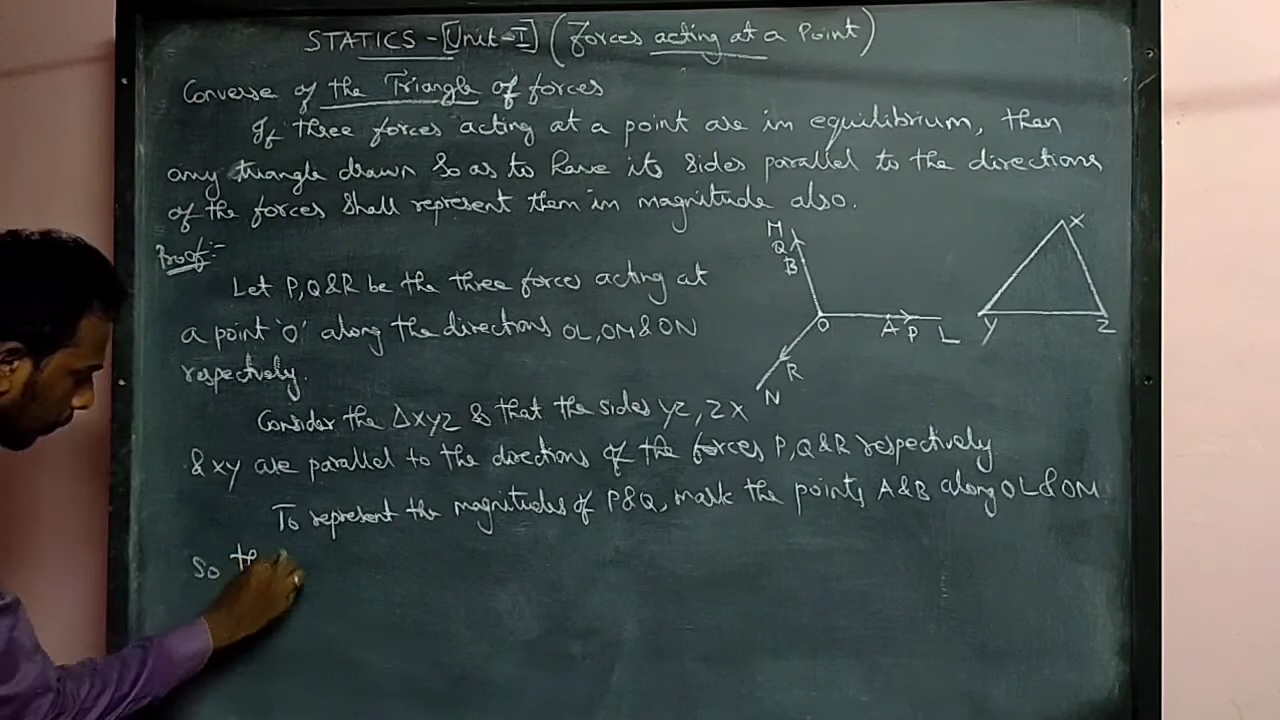 STATICS - [Unit-I] (Forces acting at a Point)
Converse of the Triangle of forces
If three forces acting at a point are in equilibrium, then
any triangle drawn so as to have its sides parallel to the directions
of the forces shall represent them in magnitude also.
Proof:-
Let P,Q&R be the three forces acting at
a point 'O' along the directions OL, OM & ON
respectvely.
Consider the ΔXYZ so that the sides YZ, ZX
& XY are parallel to the directions of the forces P,Q&R respectively
To represent the magnitudes of P&Q, mark the points A&B along OL&OM
So th
M
Q
B
O
A P L
R
N
X
Y
Z